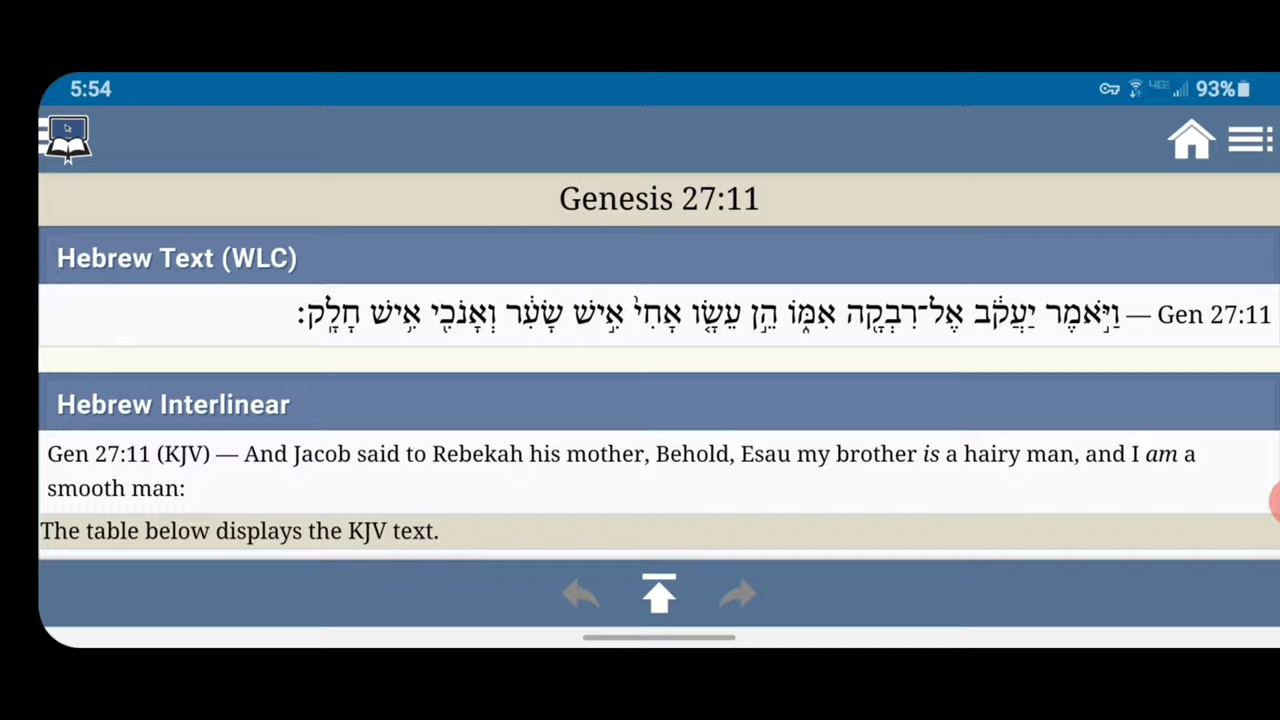 5:54 4GE 93%
Genesis 27:11
Hebrew Text (WLC)
Gen 27:11 — וַיֹּ֣אמֶר יַעֲקֹ֔ב אֶל־רִבְקָ֖ה אִמּ֑וֹ הֵ֣ן עֵשָׂ֤ו אָחִי֙ אִ֣ישׁ שָׂעִ֔ר וְאָנֹכִ֖י אִ֥ישׁ חָלָֽק׃
Hebrew Interlinear
Gen 27:11 (KJV) — And Jacob said to Rebekah his mother, Behold, Esau my brother is a hairy man, and I am a
smooth man:
The table below displays the KJV text.